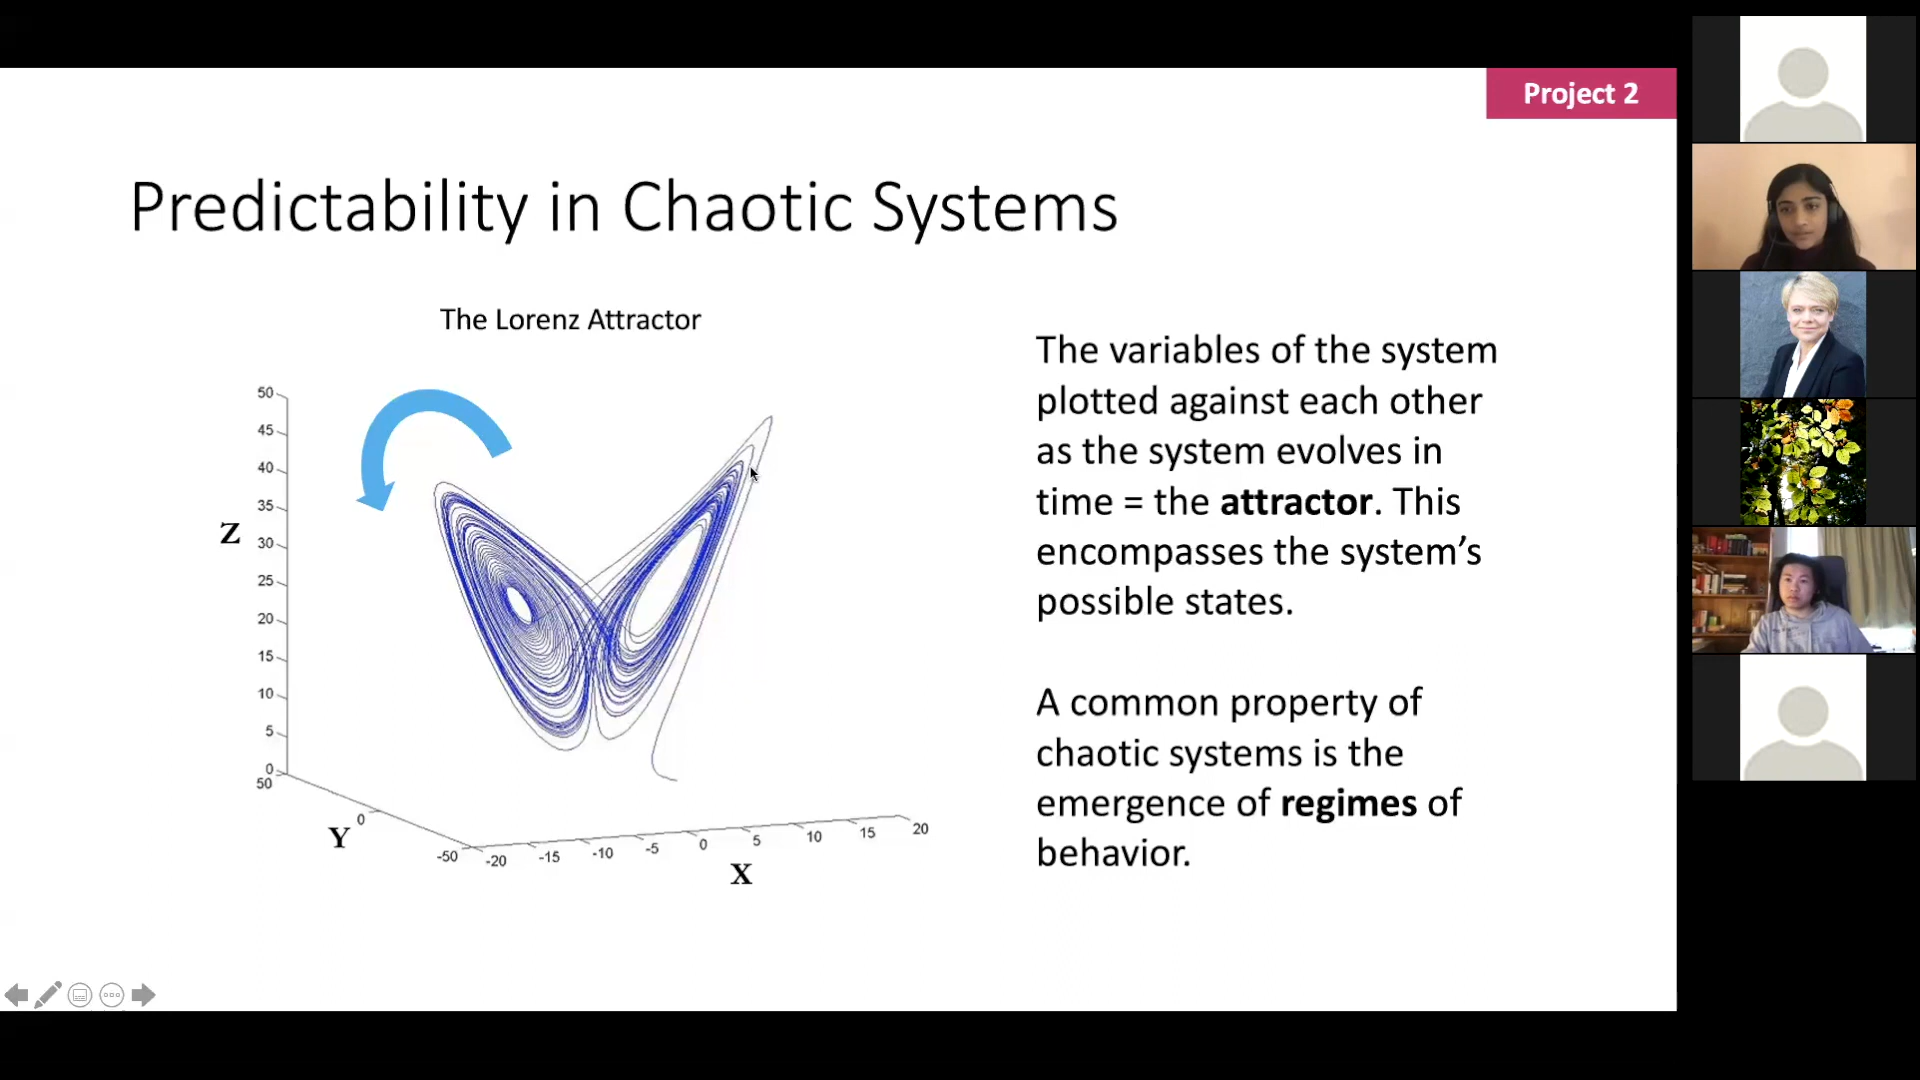 Project 2
Predictability in Chaotic Systems
The Lorenz Attractor
The variables of the system
plotted against each other
as the system evolves in
time = the attractor. This
encompasses the system's
possible states.
A common property of
chaotic systems is the
emergence of regimes of
behavior.
50
45
40
35
Z
30
25
20
15
10
5
0
50
0
Y
-50
-20
-15
-10
-5
0
5
10
15
20
X